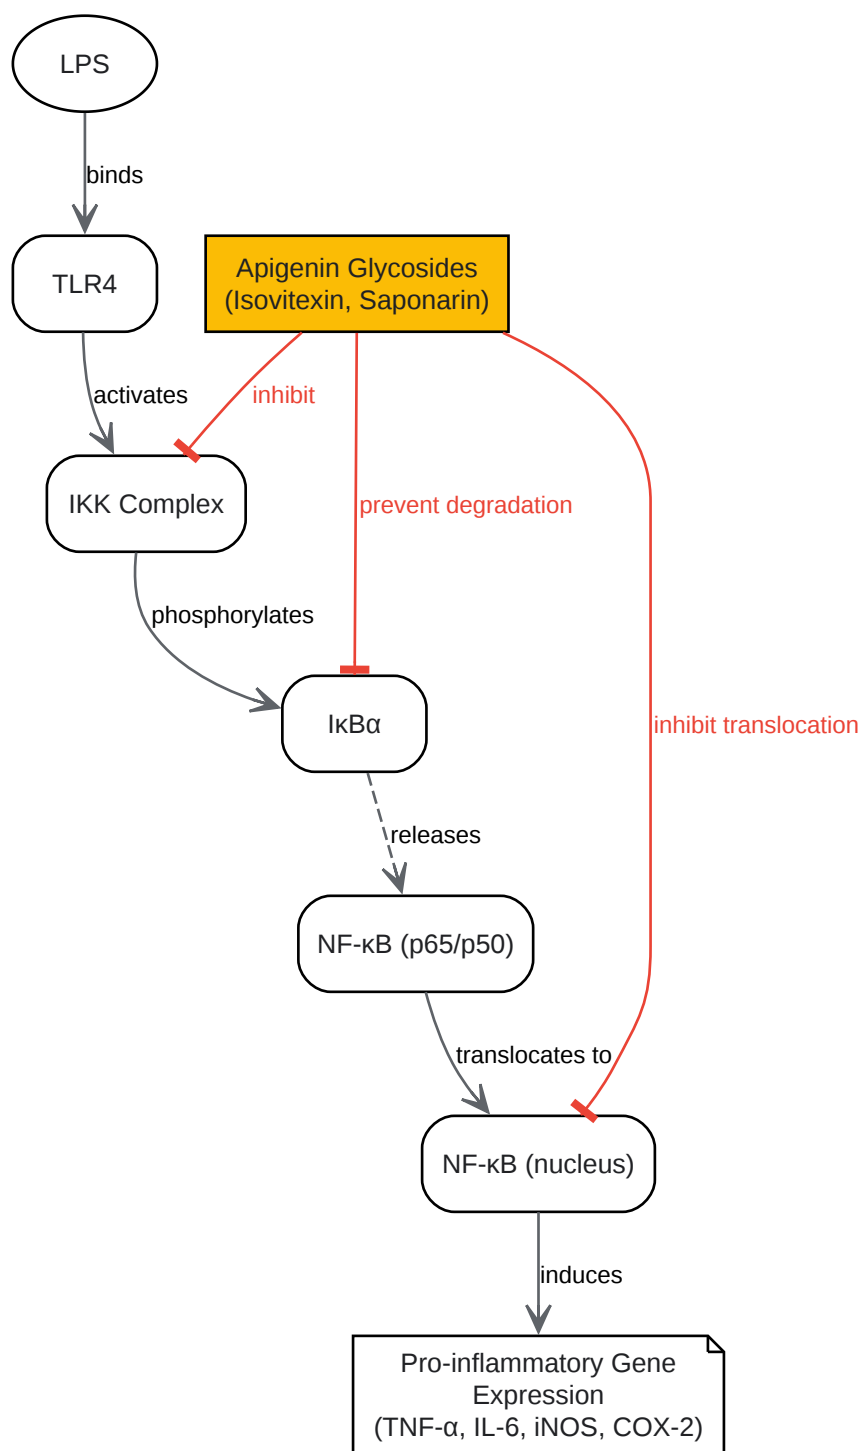 LPS
binds
TLR4
Apigenin Glycosides
(Isovitexin, Saponarin)
activates
inhibit
IKK Complex
prevent degradation
phosphorylates
IκBα
inhibit translocation
releases
NF-κB (p65/p50)
translocates to
NF-κB (nucleus)
induces
Pro-inflammatory Gene
Expression
(TNF-α, IL-6, iNOS, COX-2)